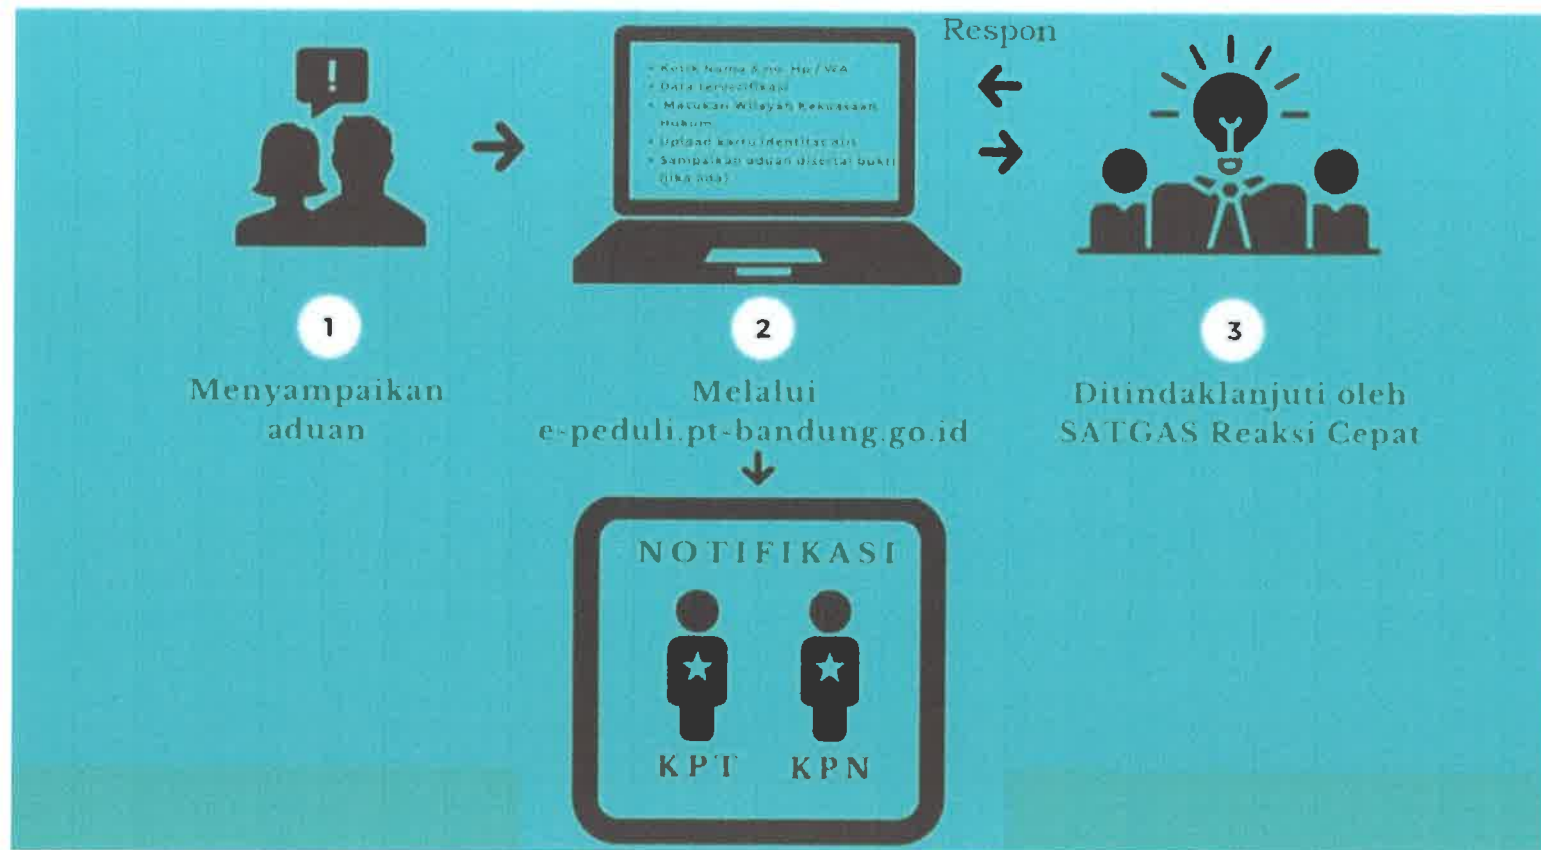 Respon
!
• Ketik Nama & no. Hp / WA
• Data terverifikasi
• Masukan Wilayah Kekuasaan
Hukum
• Upload kartu identitas diri
• Sampaikan aduan disertai bukti
(jika ada)
1
Menyampaikan
aduan
2
Melalui
e-peduli.pt-bandung.go.id
3
Ditindaklanjuti oleh
SATGAS Reaksi Cepat
NOTIFIKASI
KPT KPN